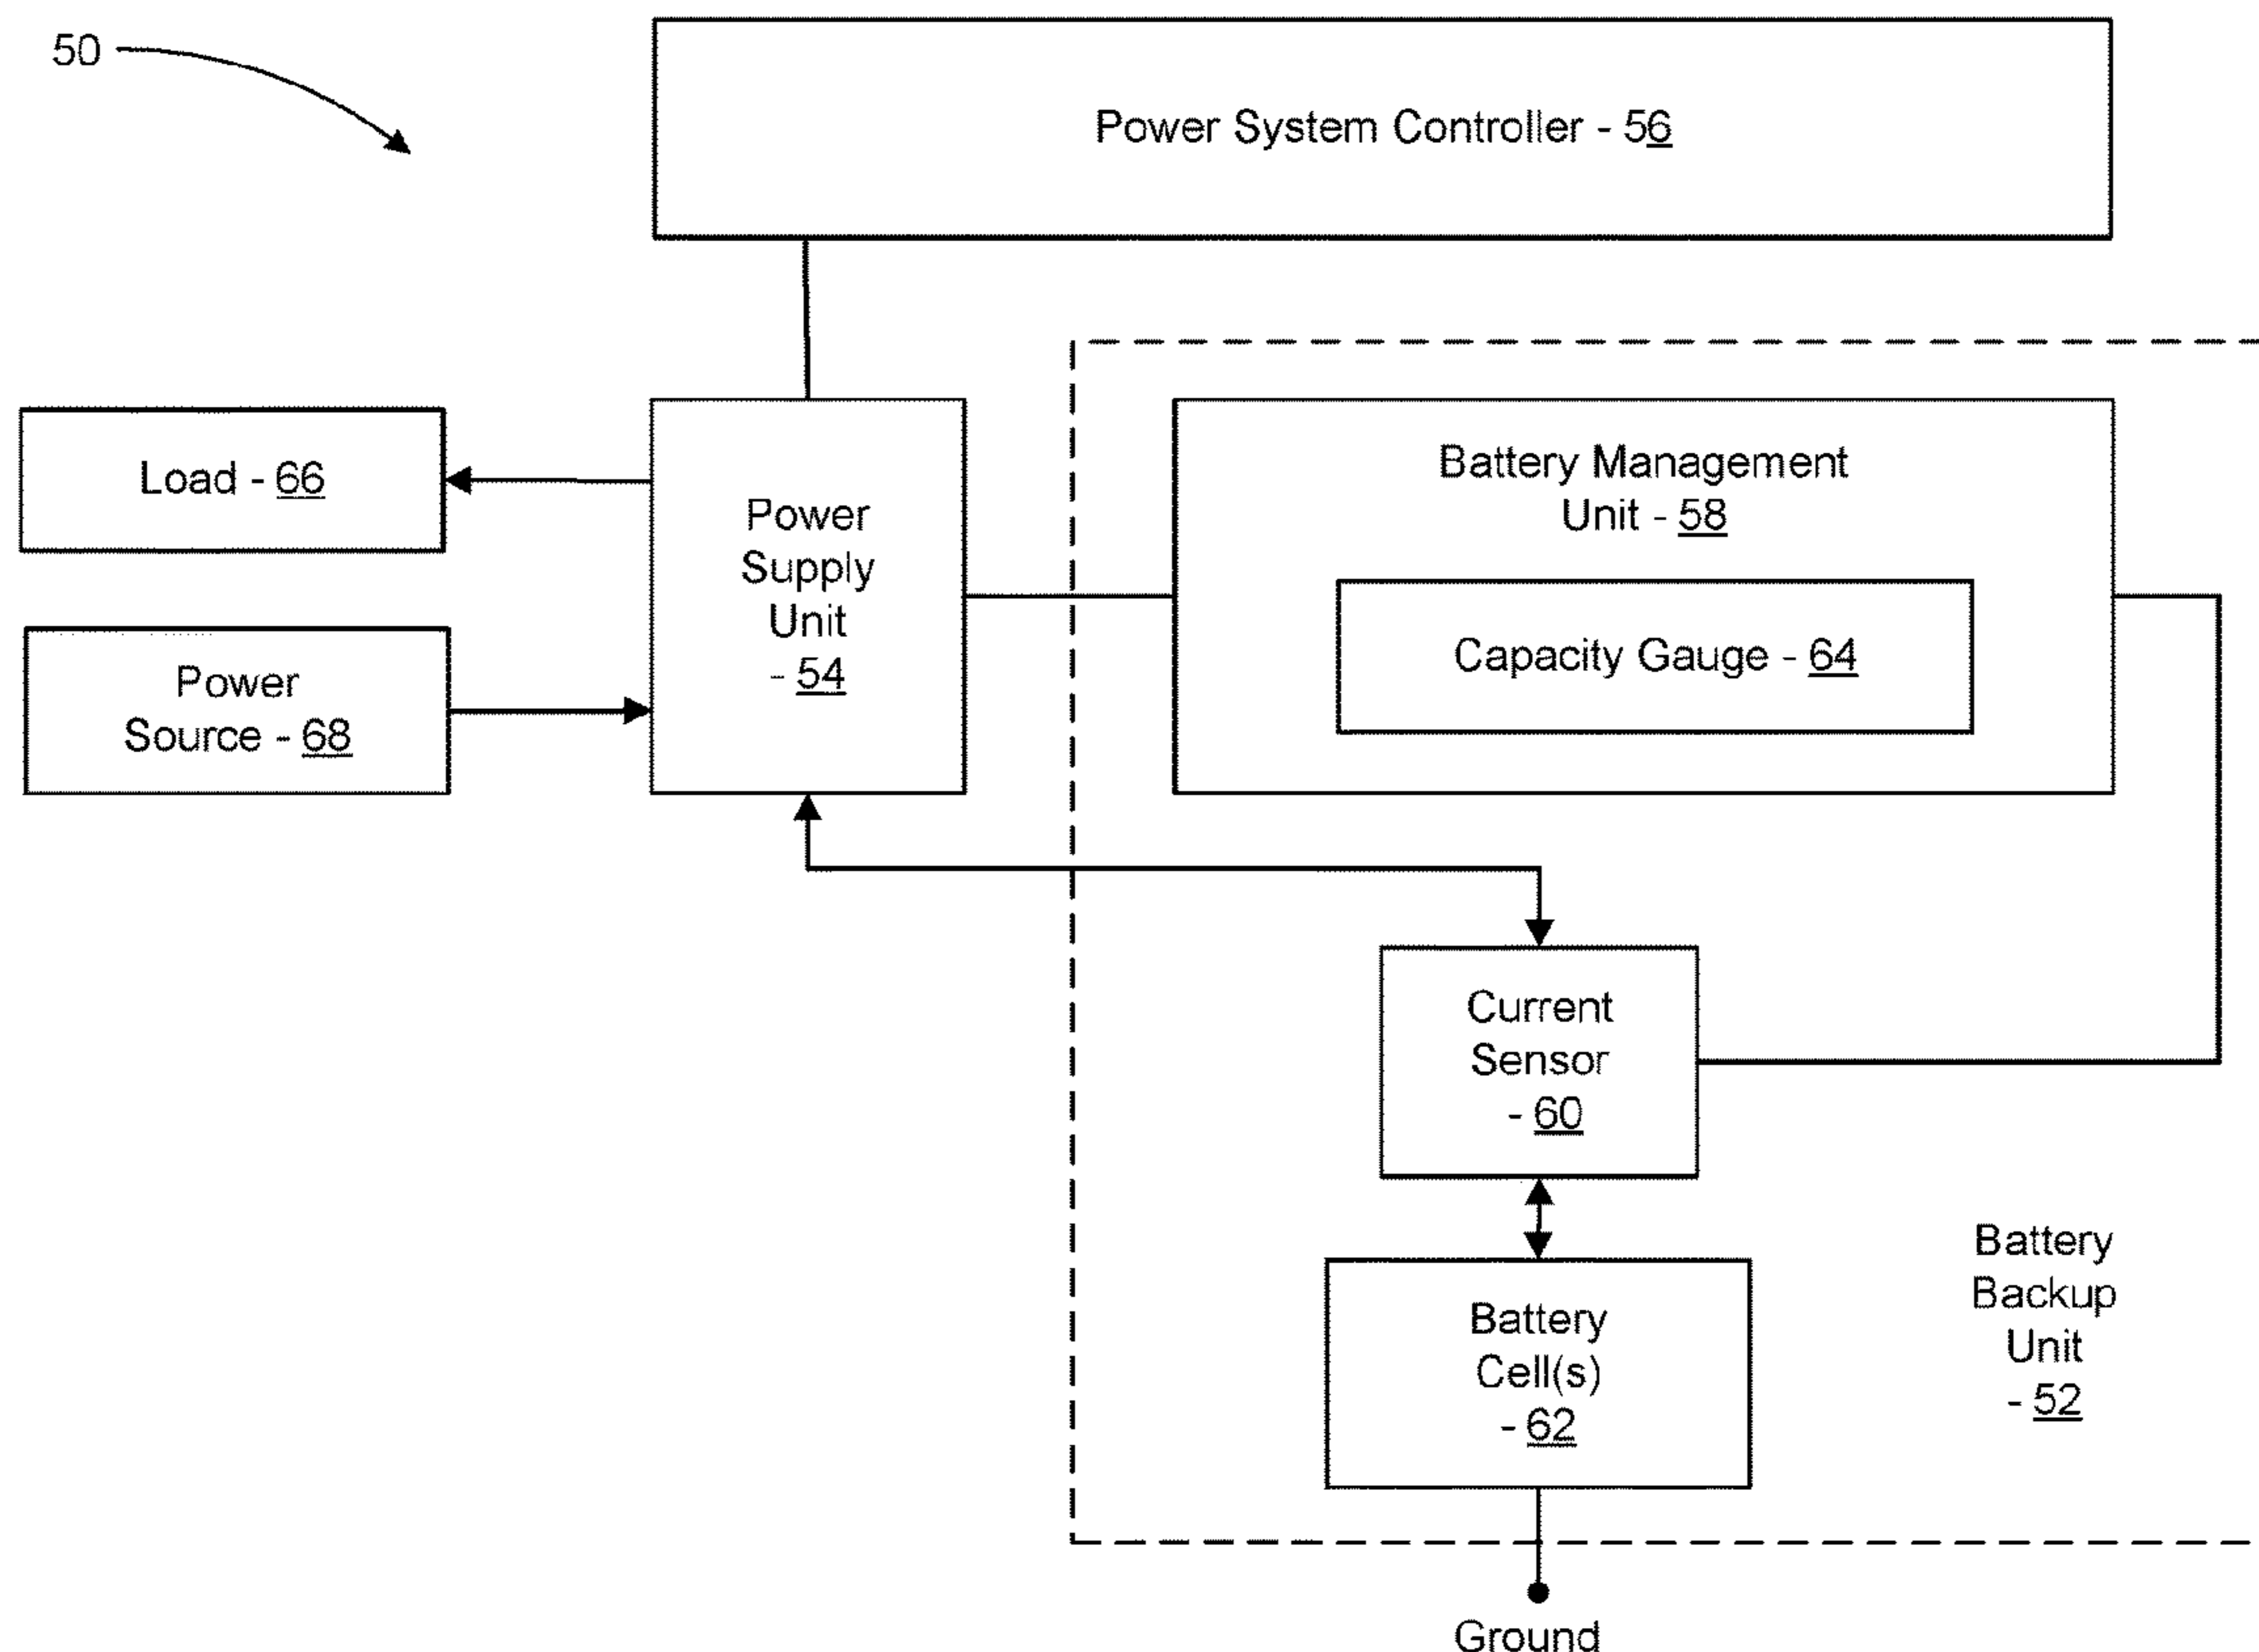 50
Power System Controller - 56
Load - 66
Power
Source - 68
Power
Supply
Unit
- 54
Battery Management
Unit - 58
Capacity Gauge - 64
Current
Sensor
- 60
Battery
Cell(s)
- 62
Battery
Backup
Unit
- 52
Ground